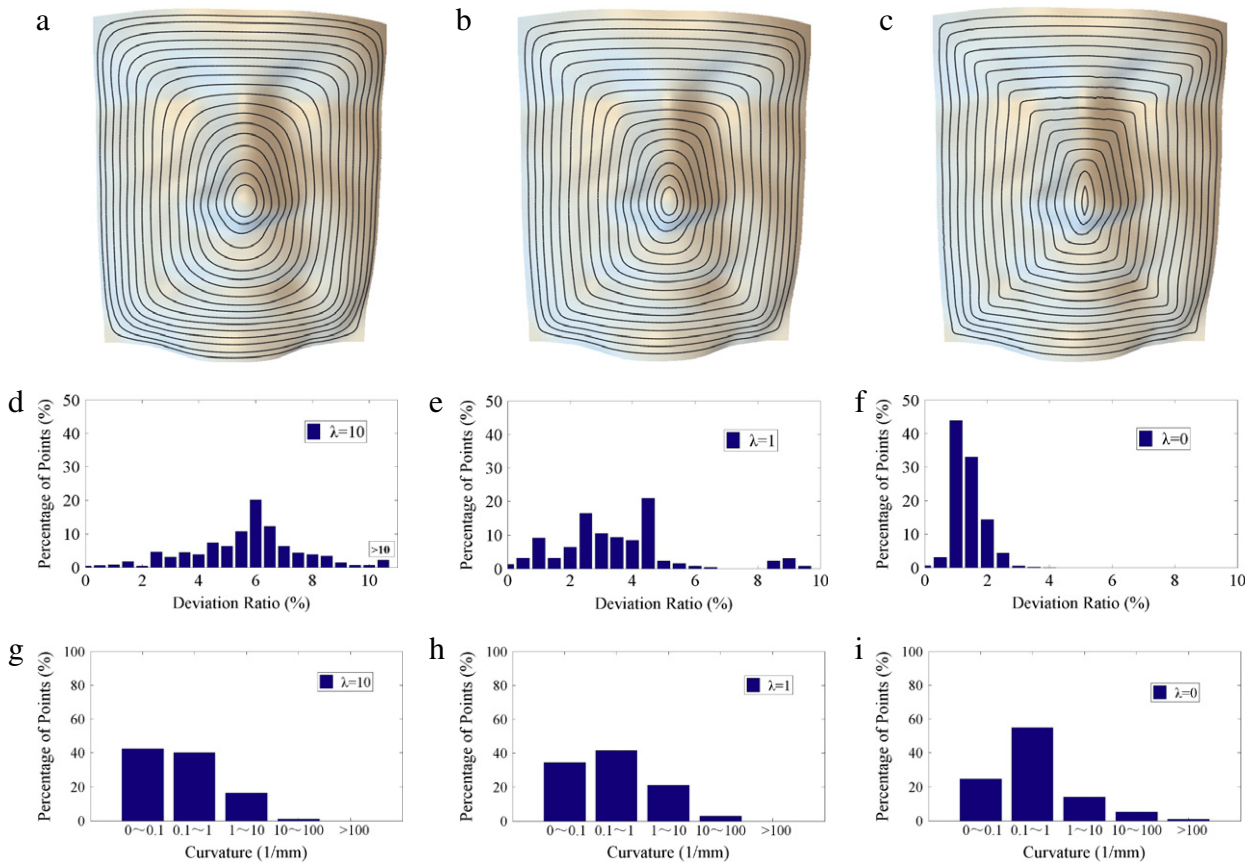 a b c
d e f
50
40
30
20
10
0
Percentage of Points (%)
λ=10
>10
0 2 4 6 8 10
Deviation Ratio (%)
50
40
30
20
10
0
Percentage of Points (%)
λ=1
0 2 4 6 8 10
Deviation Ratio (%)
50
40
30
20
10
0
Percentage of Points (%)
λ=0
0 2 4 6 8 10
Deviation Ratio (%)
g h i
100
80
60
40
20
0
Percentage of Points (%)
λ=10
0~0.1 0.1~1 1~10 10~100 >100
Curvature (1/mm)
100
80
60
40
20
0
Percentage of Points (%)
λ=1
0~0.1 0.1~1 1~10 10~100 >100
Curvature (1/mm)
100
80
60
40
20
0
Percentage of Points (%)
λ=0
0~0.1 0.1~1 1~10 10~100 >100
Curvature (1/mm)